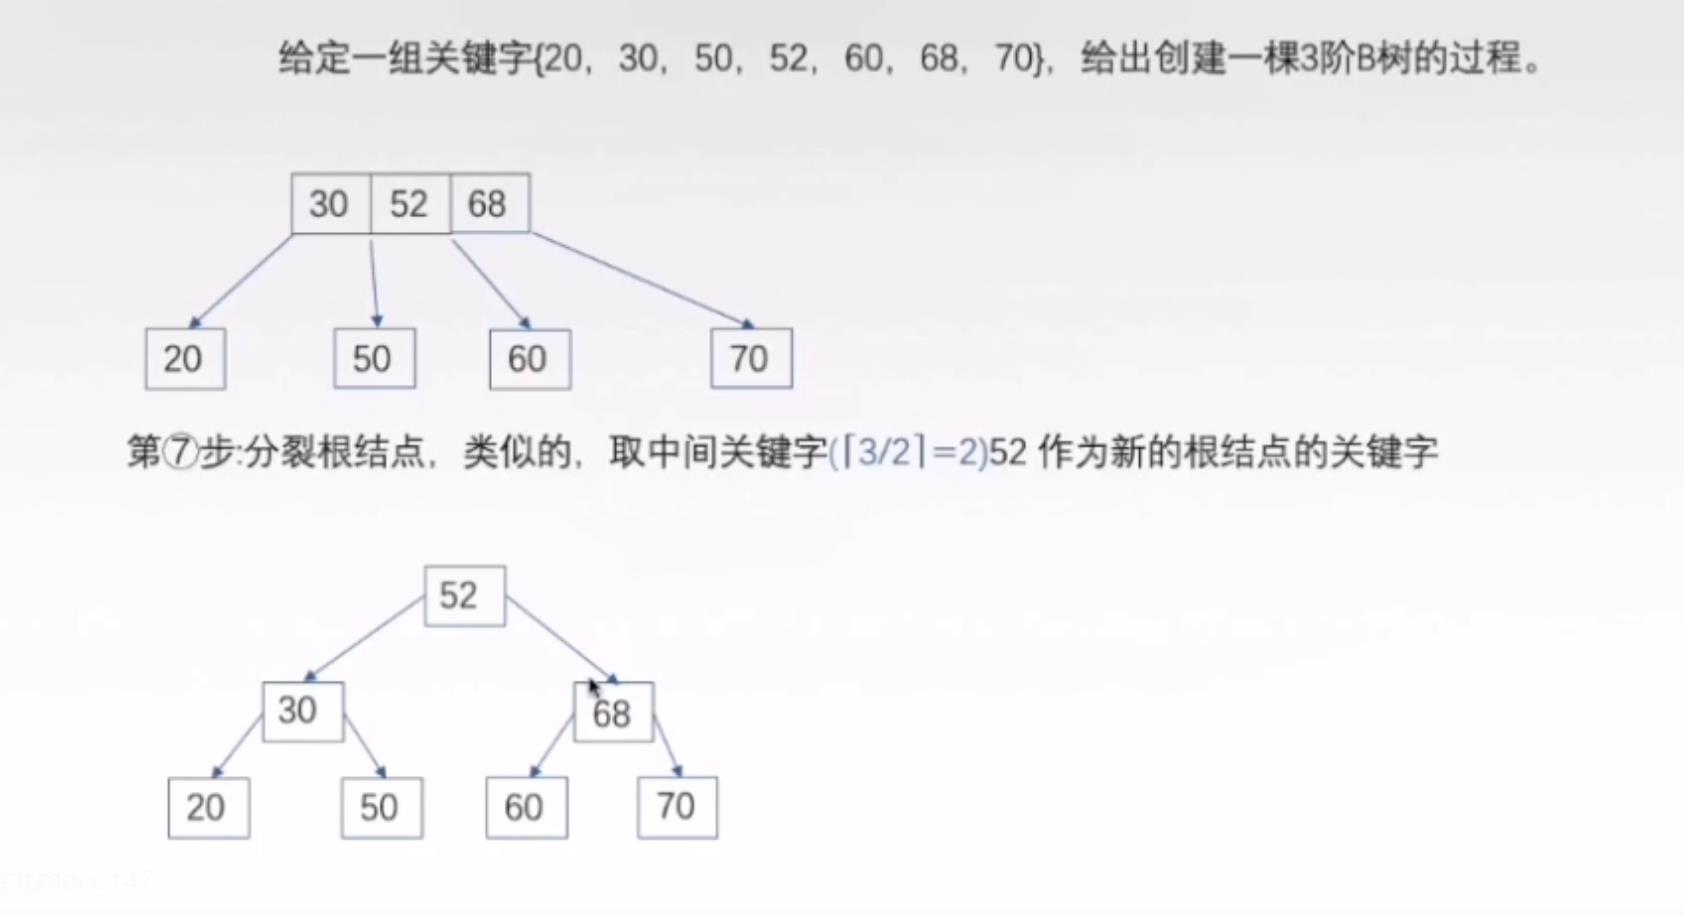 给定一组关键字{20，30，50，52，60，68，70}，给出创建一棵3阶B树的过程。
30 52 68
20 50 60 70
第⑦步:分裂根结点，类似的，取中间关键字(⌈3/2⌉=2)52 作为新的根结点的关键字
52
30 68
20 50 60 70